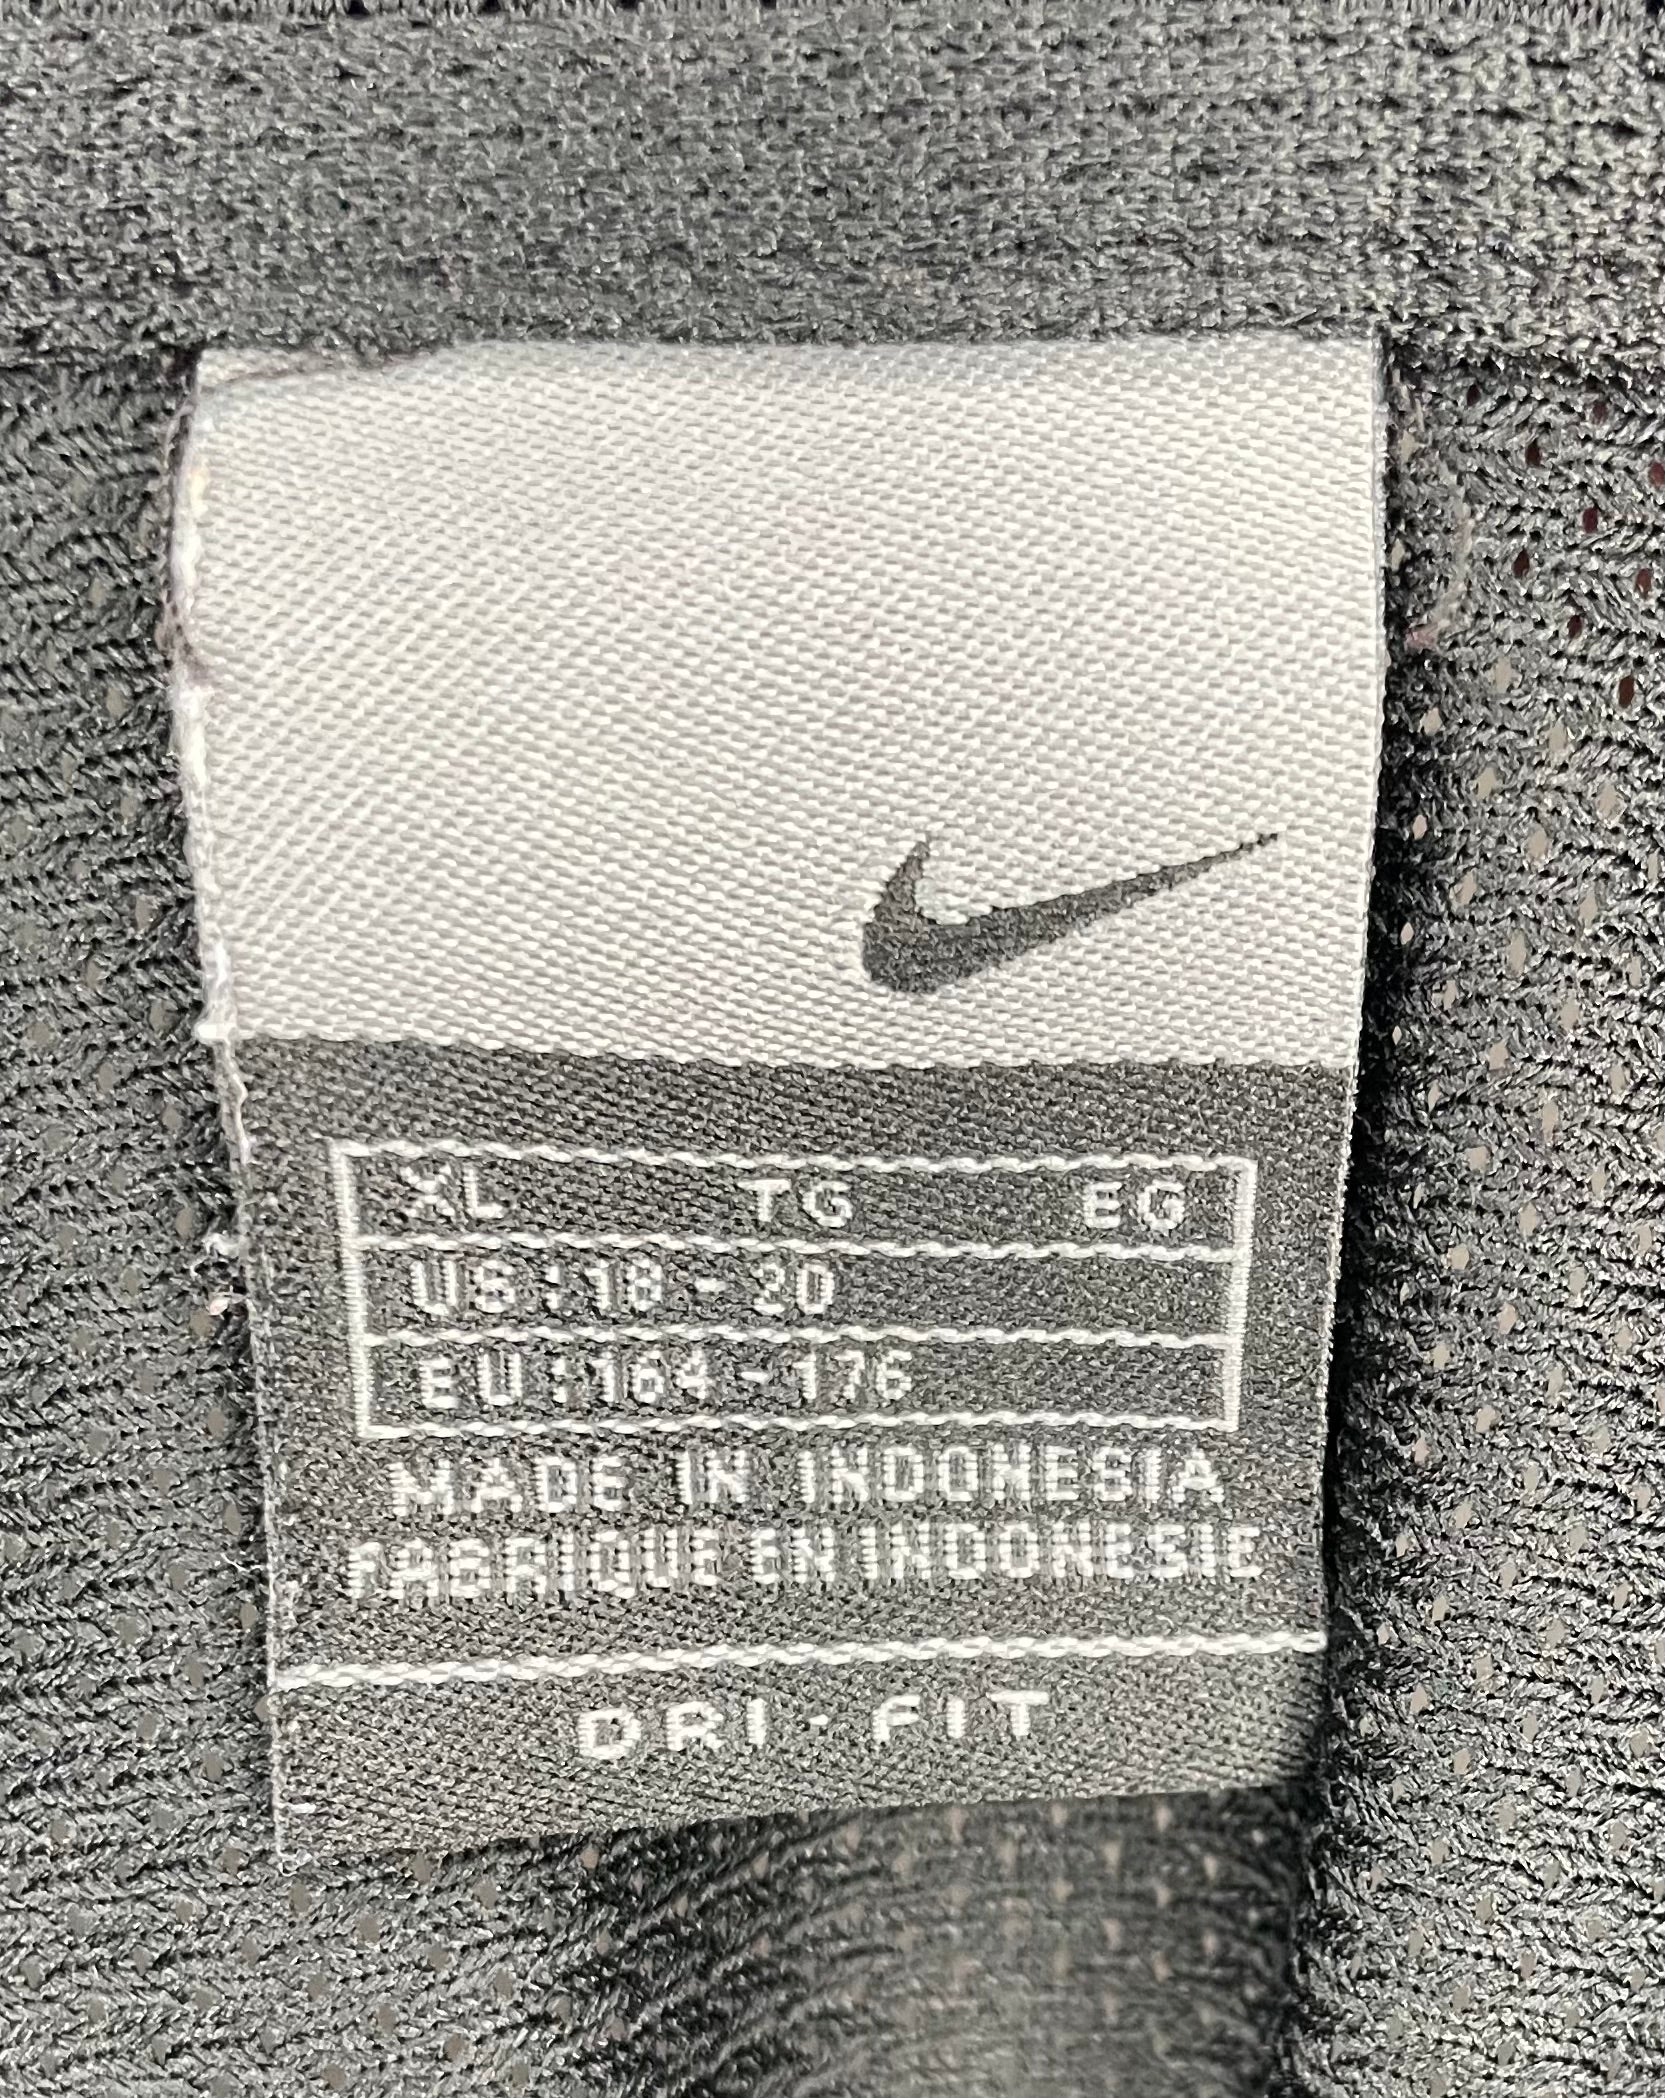 XL TG EG
US : 18 - 20
EU : 164 - 176
MADE IN INDONESIA
FABRIQUE EN INDONESIE
DRI · FIT